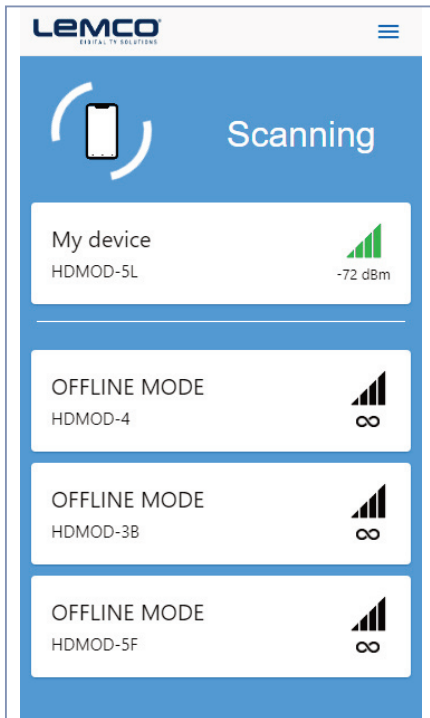 LEMCO
DIGITAL TV SOLUTIONS
Scanning
My device
HDMOD-5L
-72 dBm
OFFLINE MODE
HDMOD-4
∞
OFFLINE MODE
HDMOD-3B
∞
OFFLINE MODE
HDMOD-5F
∞